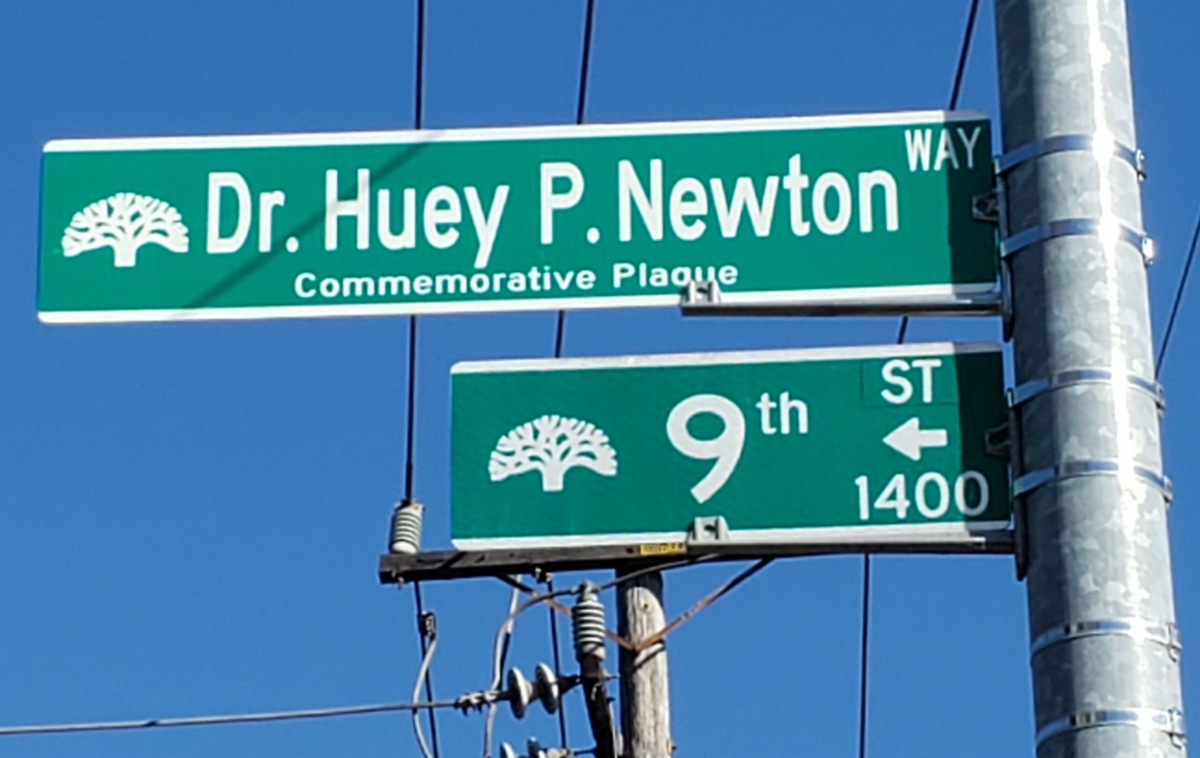 Dr. Huey P. Newton WAY
Commemorative Plaque
9th ST
1400